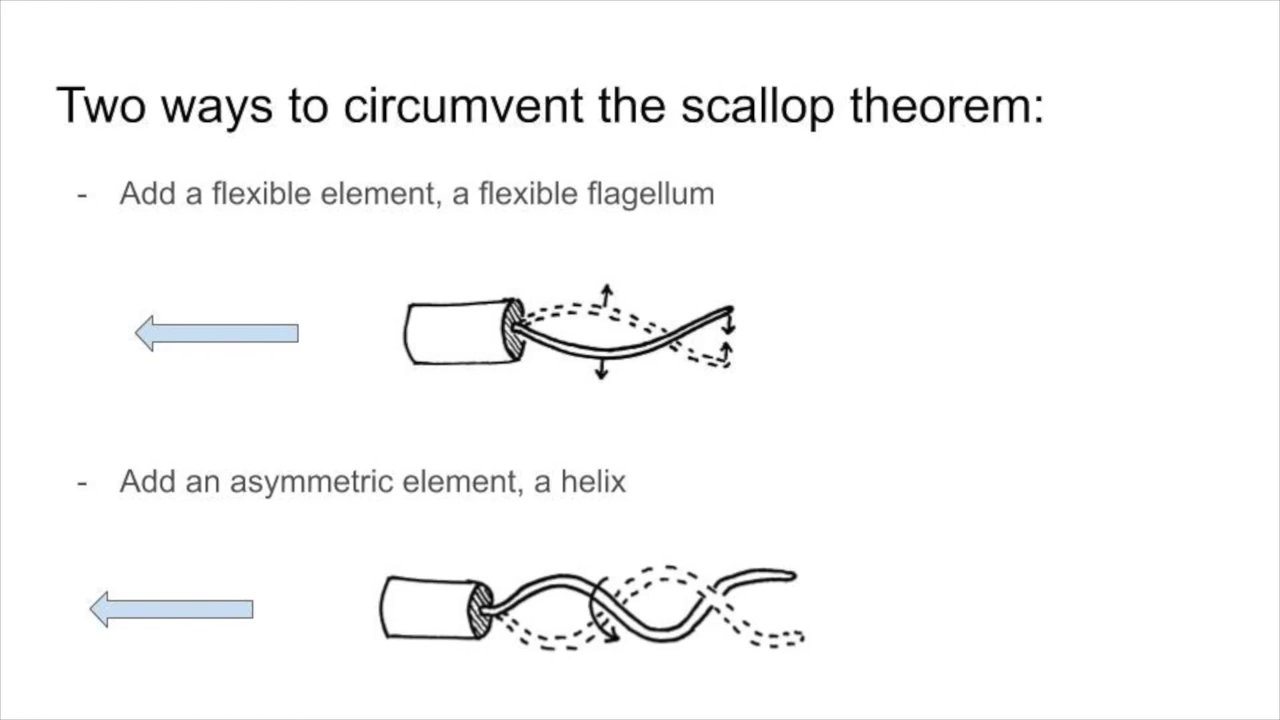 Two ways to circumvent the scallop theorem:
- Add a flexible element, a flexible flagellum
- Add an asymmetric element, a helix